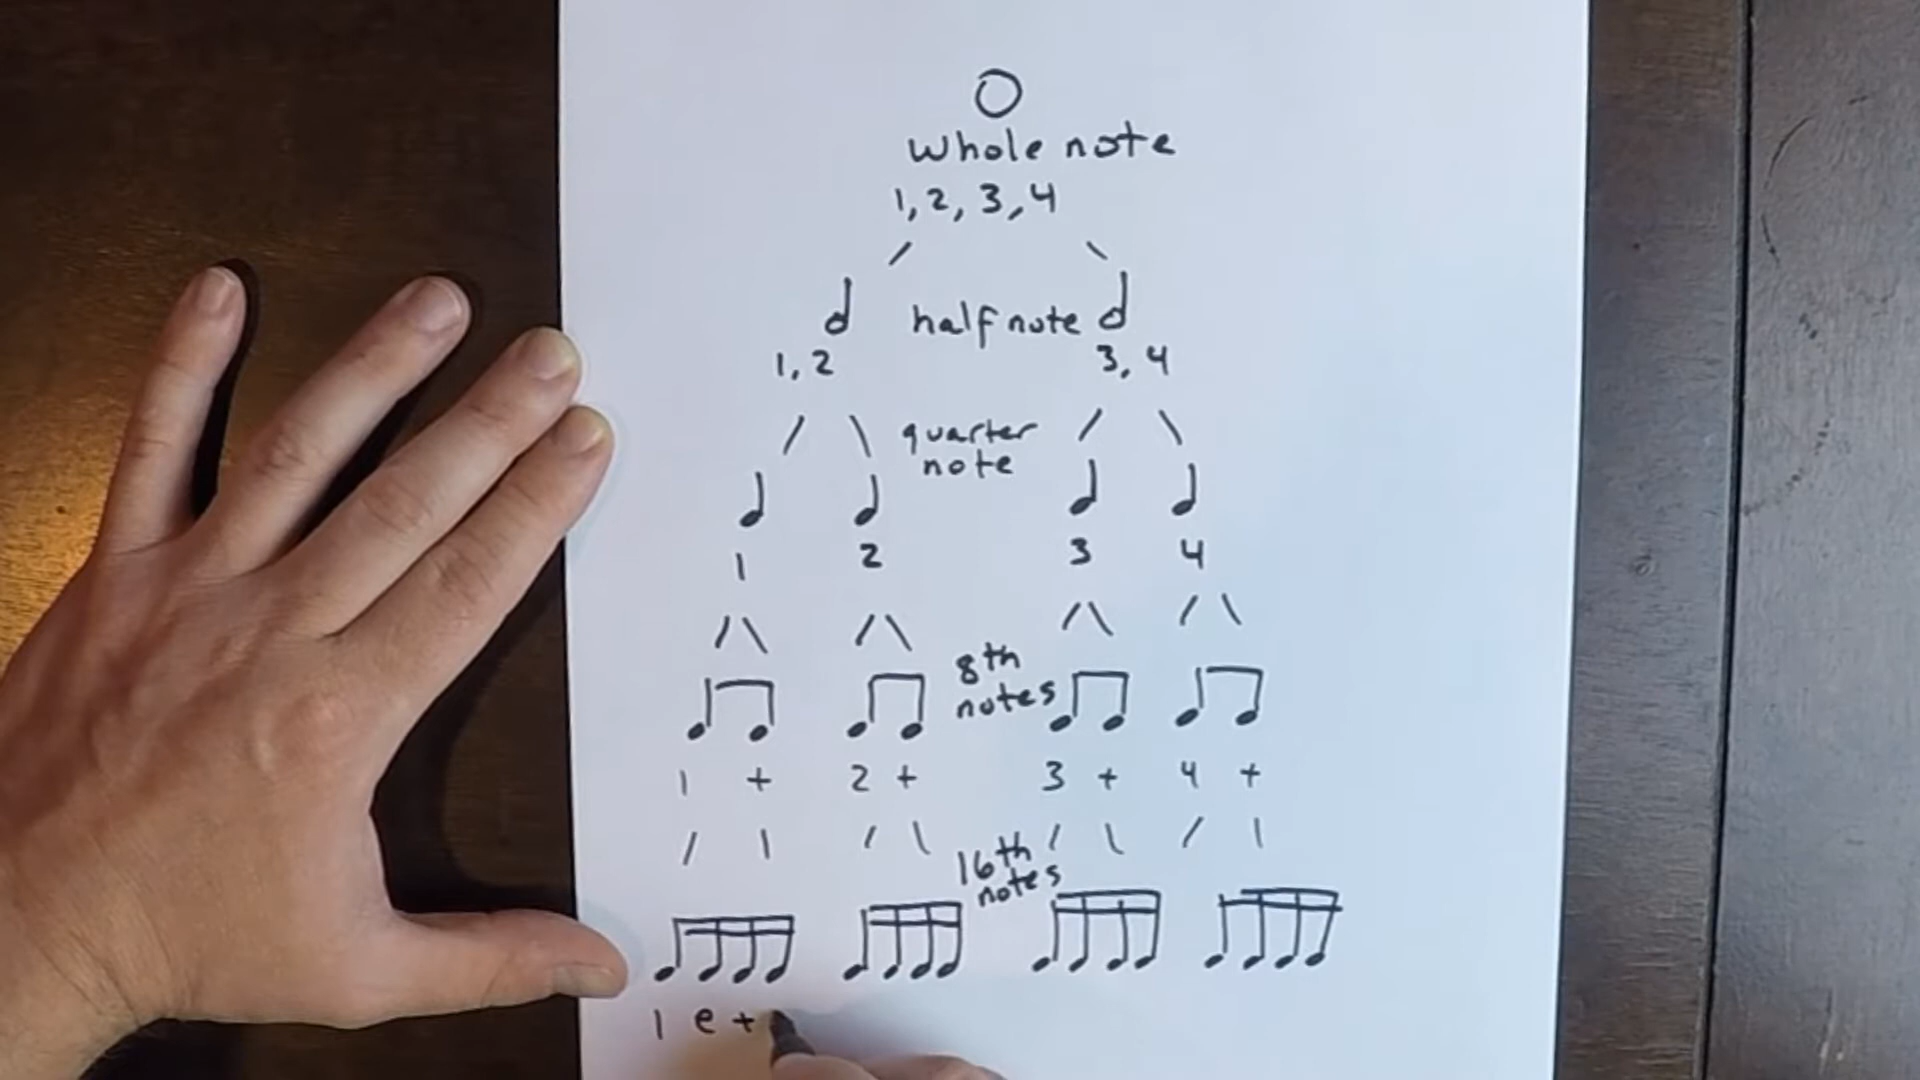 Whole note
1, 2, 3, 4
half note
1, 2 3, 4
quarter
note
1 2 3 4
8th
notes
1 + 2 + 3 + 4 +
16th
notes
1 e +